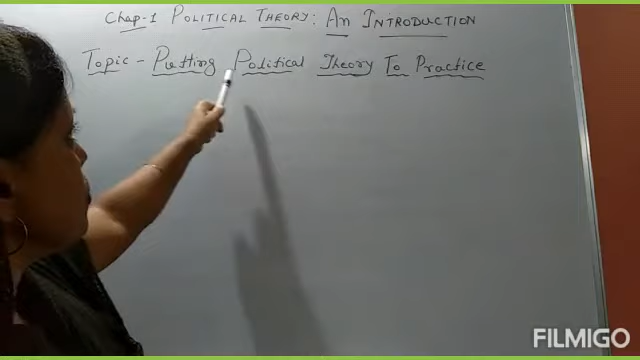 Chap-1 POLITICAL THEORY: AN INTRODUCTION
Topic - Putting Political Theory To Practice
FILMIGO